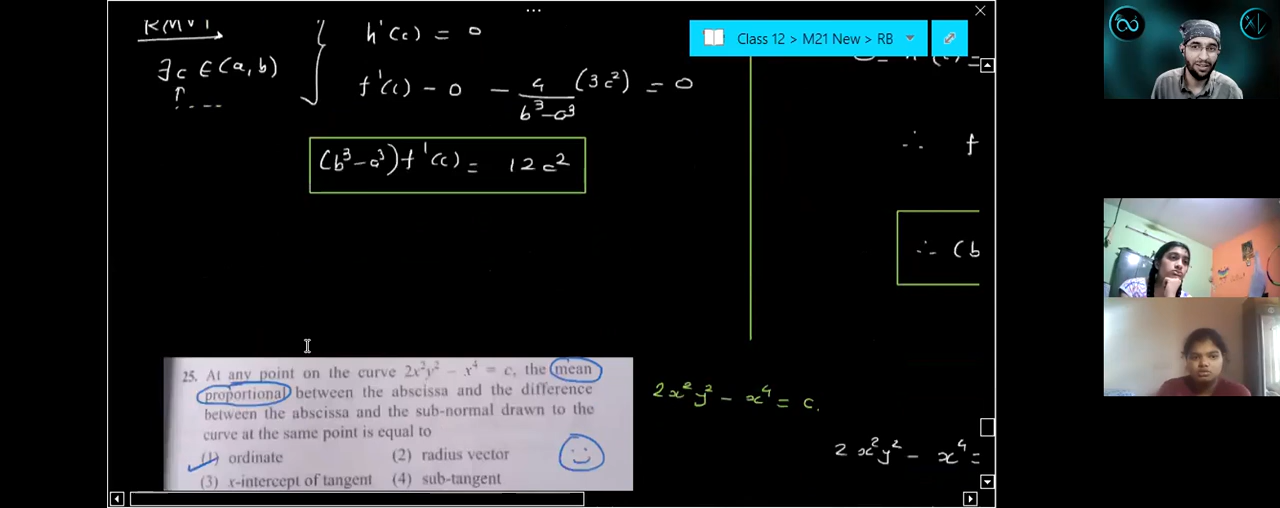 ...
RMVT
h'(c) = 0
∃ c ∈ (a, b)
f'(c) - 0 - 4/(b³-a³) (3c²) = 0
(b³-a³) f'(c) = 12c²
Class 12 > M21 New > RB
∴ f
∴ (b
25. At any point on the curve 2x²y² − x⁴ = c, the mean
proportional between the abscissa and the difference
between the abscissa and the sub-normal drawn to the
curve at the same point is equal to
(1) ordinate (2) radius vector
(3) x-intercept of tangent (4) sub-tangent
2x²y² - x⁴ = c.
2x²y² - x⁴ =